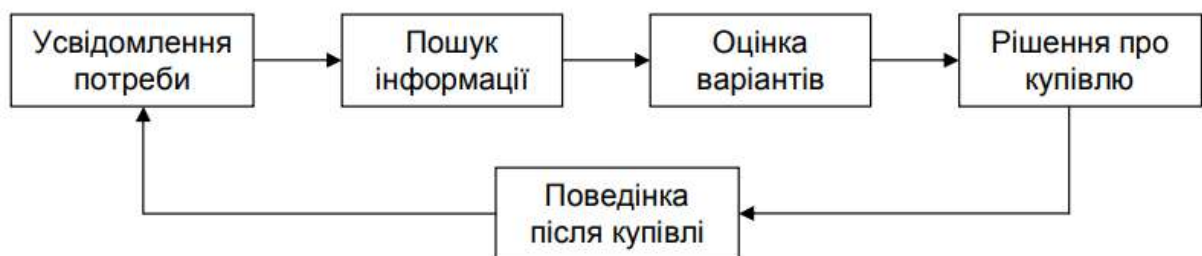 Усвідомлення
потреби
Пошук
інформації
Оцінка
варіантів
Рішення про
купівлю
Поведінка
після купівлі